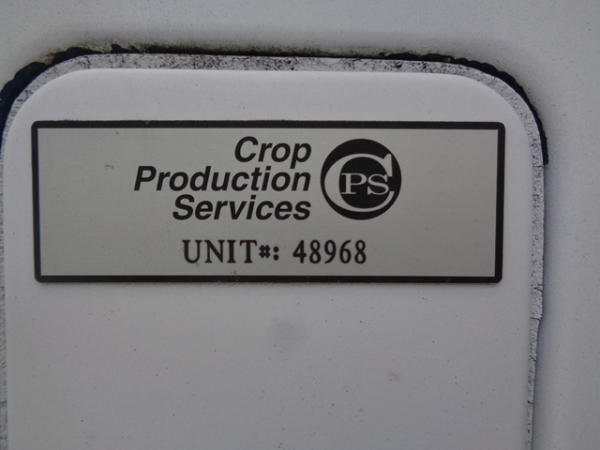 Crop
Production
Services
CPS
UNIT#: 48968